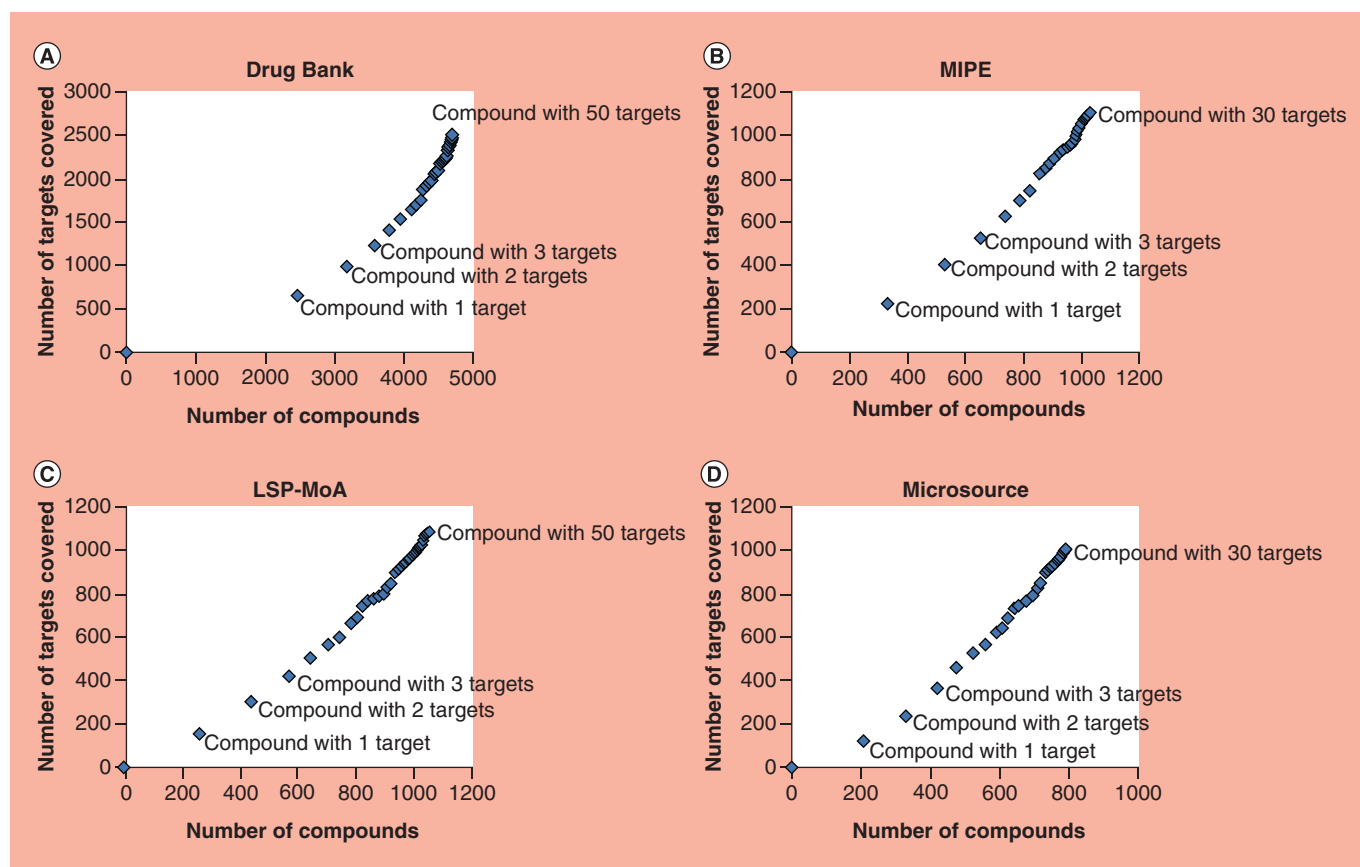 A
Drug Bank
Number of targets covered
3000
2500
2000
1500
1000
500
0
Compound with 50 targets
Compound with 3 targets
Compound with 2 targets
Compound with 1 target
0 1000 2000 3000 4000 5000
Number of compounds
B
MIPE
Number of targets covered
1200
1000
800
600
400
200
0
Compound with 30 targets
Compound with 3 targets
Compound with 2 targets
Compound with 1 target
0 200 400 600 800 1000 1200
Number of compounds
C
LSP-MoA
Number of targets covered
1200
1000
800
600
400
200
0
Compound with 50 targets
Compound with 3 targets
Compound with 2 targets
Compound with 1 target
0 200 400 600 800 1000 1200
Number of compounds
D
Microsource
Number of targets covered
1200
1000
800
600
400
200
0
Compound with 30 targets
Compound with 3 targets
Compound with 2 targets
Compound with 1 target
0 200 400 600 800 1000
Number of compounds